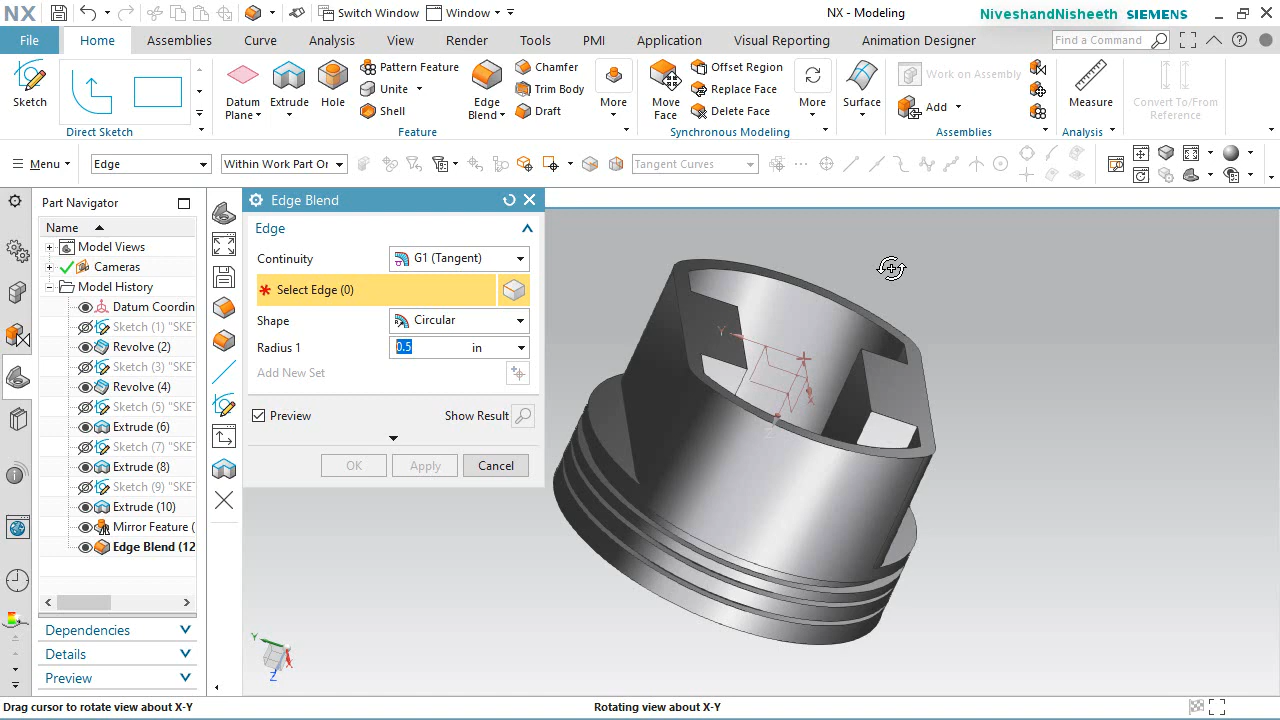 NX
Switch Window
Window
NX - Modeling
NiveshandNisheeth SIEMENS
File
Home
Assemblies
Curve
Analysis
View
Render
Tools
PMI
Application
Visual Reporting
Animation Designer
Find a Command
Sketch
Direct Sketch
Datum Plane
Extrude
Hole
Pattern Feature
Unite
Shell
Edge Blend
Chamfer
Trim Body
Draft
More
Feature
Move Face
Offset Region
Replace Face
Delete Face
More
Synchronous Modeling
Surface
Work on Assembly
Add
Assemblies
Measure
Analysis
Convert To/From Reference
Menu
Edge
Within Work Part On
Tangent Curves
Part Navigator
Name
Model Views
Cameras
Model History
Datum Coordin
Sketch (1) "SKE
Revolve (2)
Sketch (3) "SKE
Revolve (4)
Sketch (5) "SKE
Extrude (6)
Sketch (7) "SKE
Extrude (8)
Sketch (9) "SKE
Extrude (10)
Mirror Feature (
Edge Blend (12
Dependencies
Details
Preview
Edge Blend
Edge
Continuity
G1 (Tangent)
* Select Edge (0)
Shape
Circular
Radius 1
0.5
in
Add New Set
Preview
Show Result
OK
Apply
Cancel
Y
X
Z
Y
X
Z
Drag cursor to rotate view about X-Y
Rotating view about X-Y